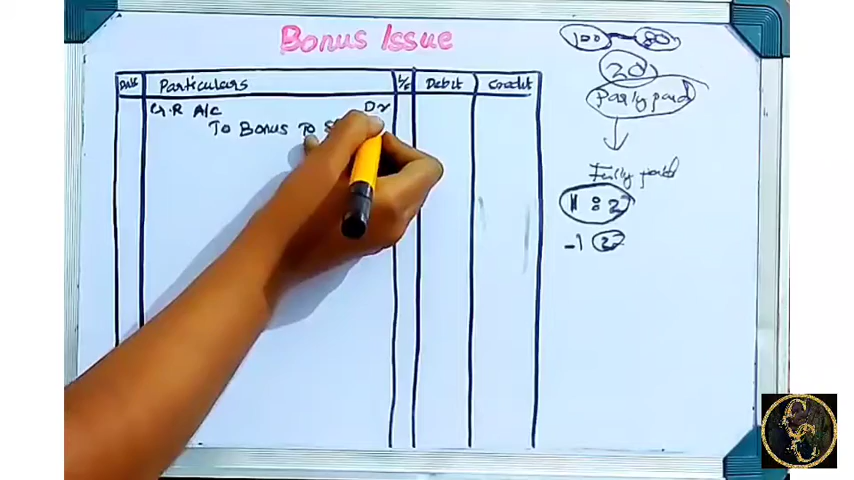 Bonus Issue
Date Particulars L/F Debit Credit
G.R A/C Dr
To Bonus To S
100 - 80
20
Partly paid
Fully paid
1 : 2